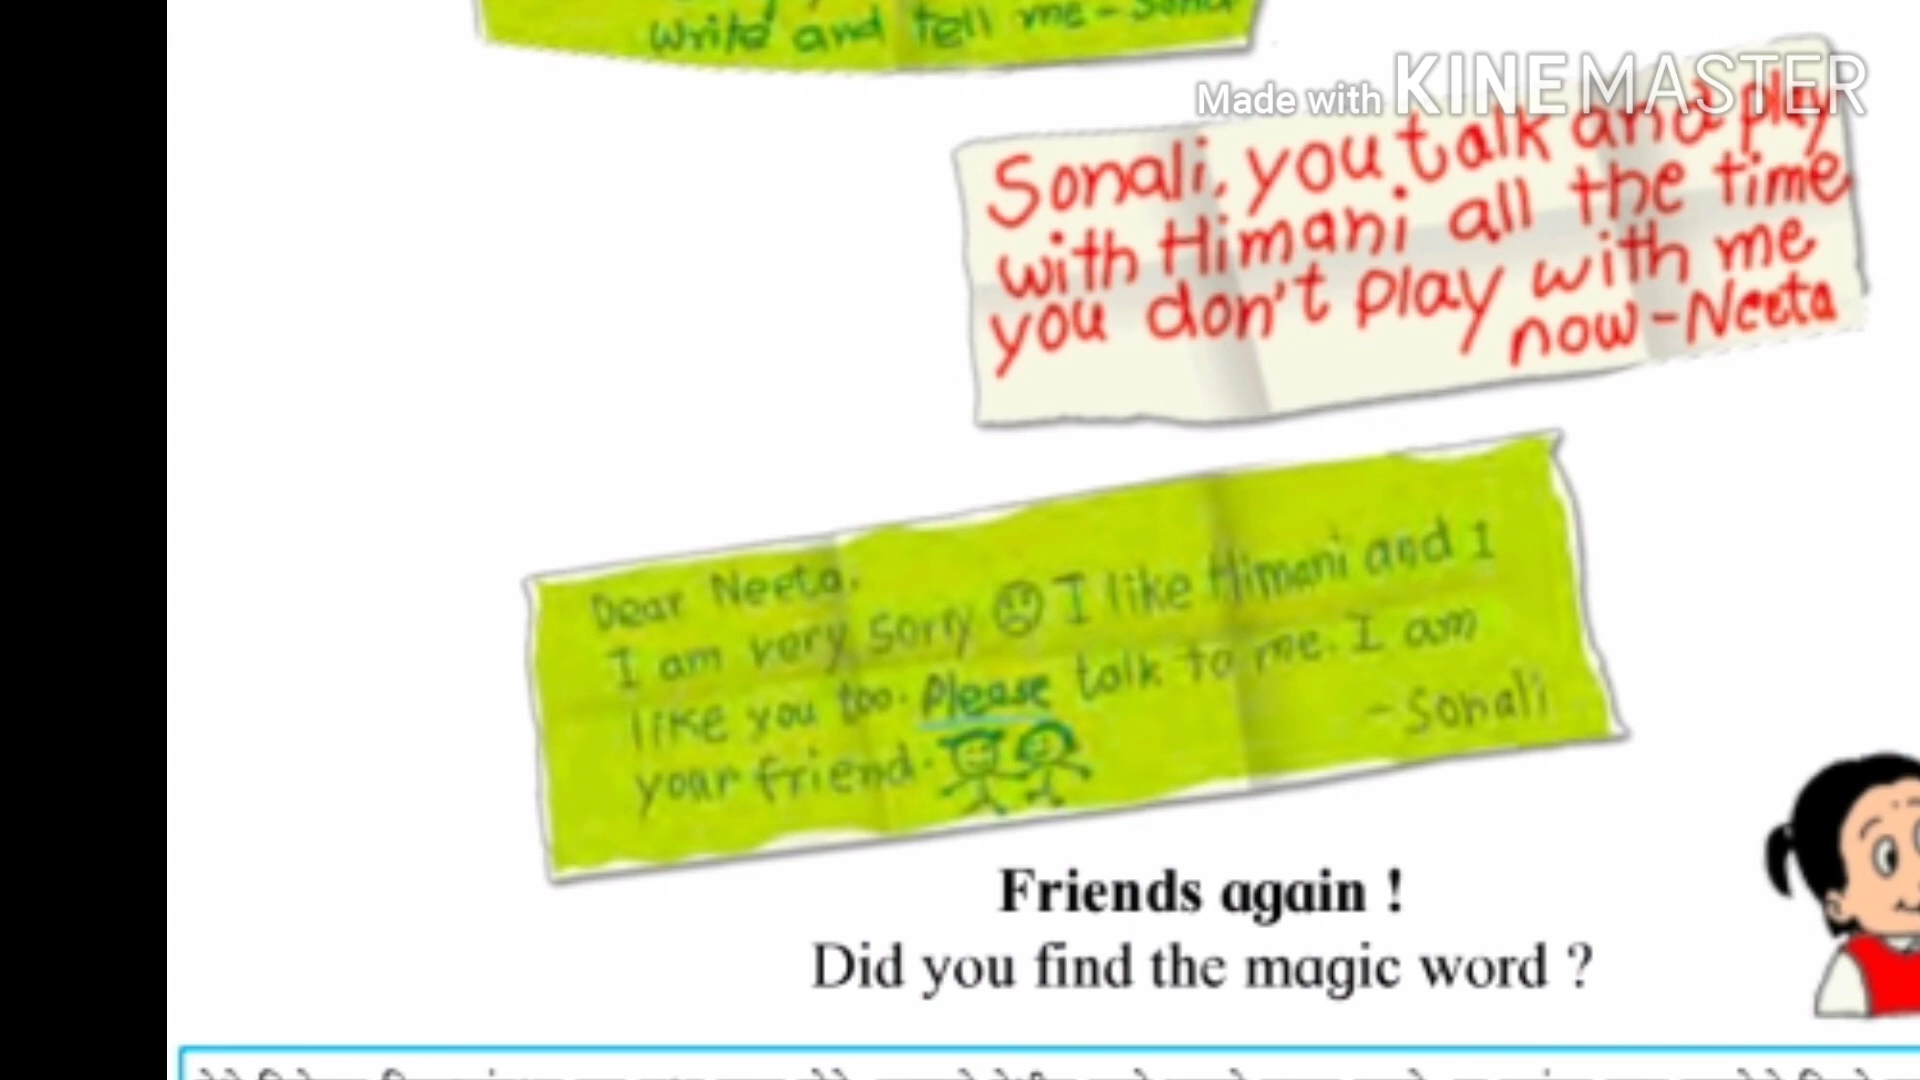 write and tell me - Sonal
Made with KINEMASTER
Sonali, you talk and play
with Himani all the time
you don't play with me
now - Neeta
Dear Neeta,
I am very sorry ☹ I like Himani and I
like you too. Please talk to me. I am
your friend.
- Sonali
Friends again !
Did you find the magic word ?